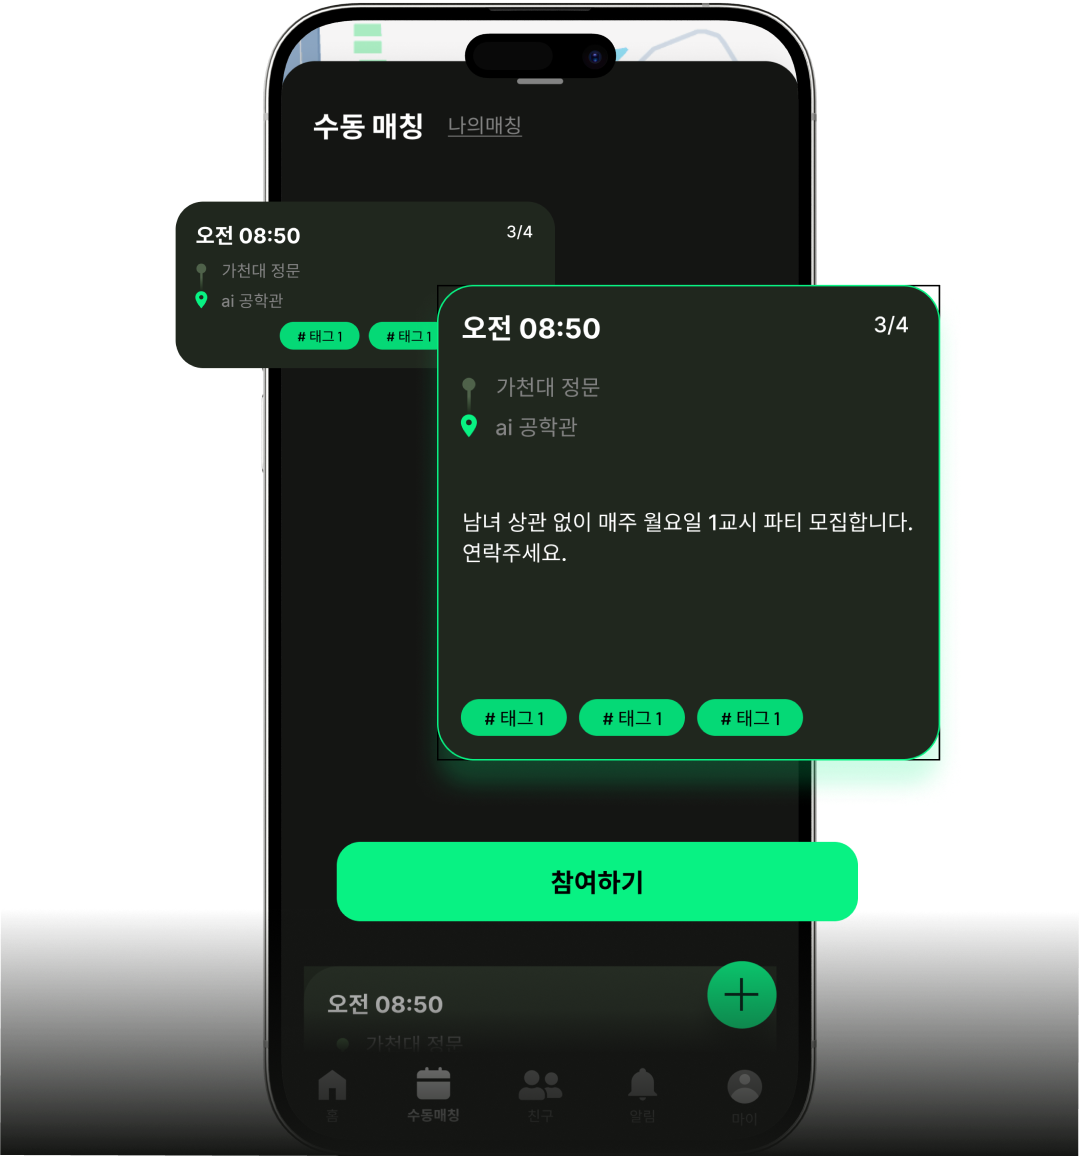 수동 매칭 나의매칭
오전 08:50 3/4
가천대 정문
ai 공학관
# 태그 1 # 태그 1
오전 08:50 3/4
가천대 정문
ai 공학관
남녀 상관 없이 매주 월요일 1교시 파티 모집합니다.
연락주세요.
# 태그 1 # 태그 1 # 태그 1
참여하기
오전 08:50
가천대 정문
홈 수동매칭 친구 알림 마이